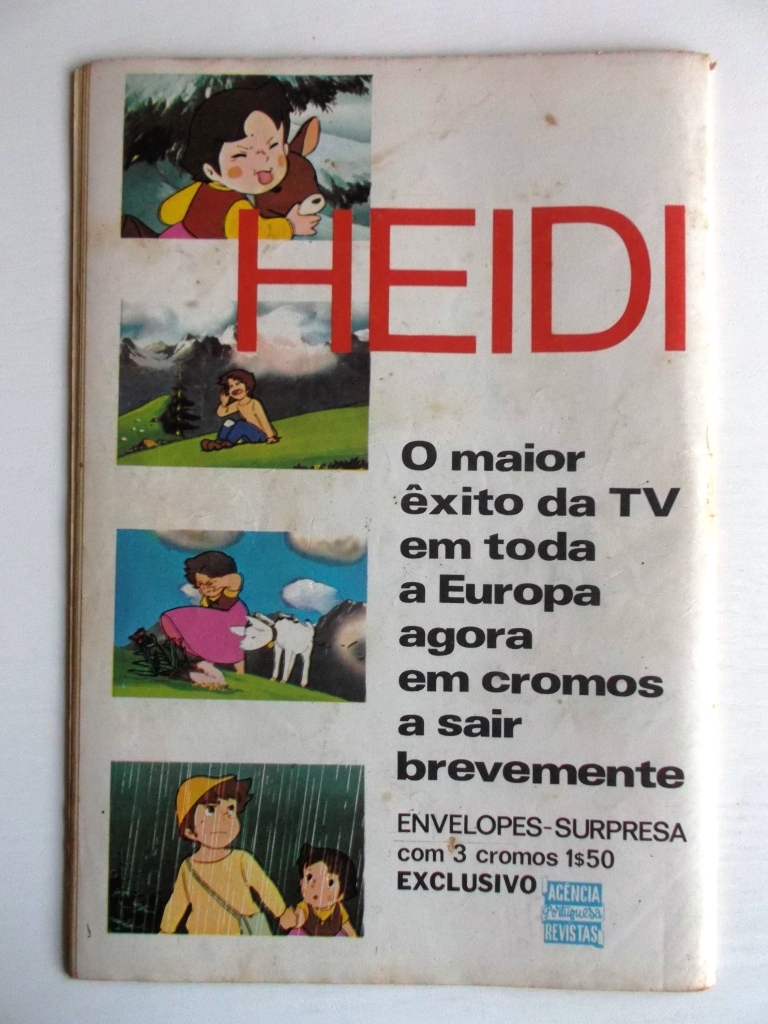 HEIDI
O maior
êxito da TV
em toda
a Europa
agora
em cromos
a sair
brevemente
ENVELOPES-SURPRESA
com 3 cromos 1$50
EXCLUSIVO
AGÊNCIA
Portuguesa
REVISTAS